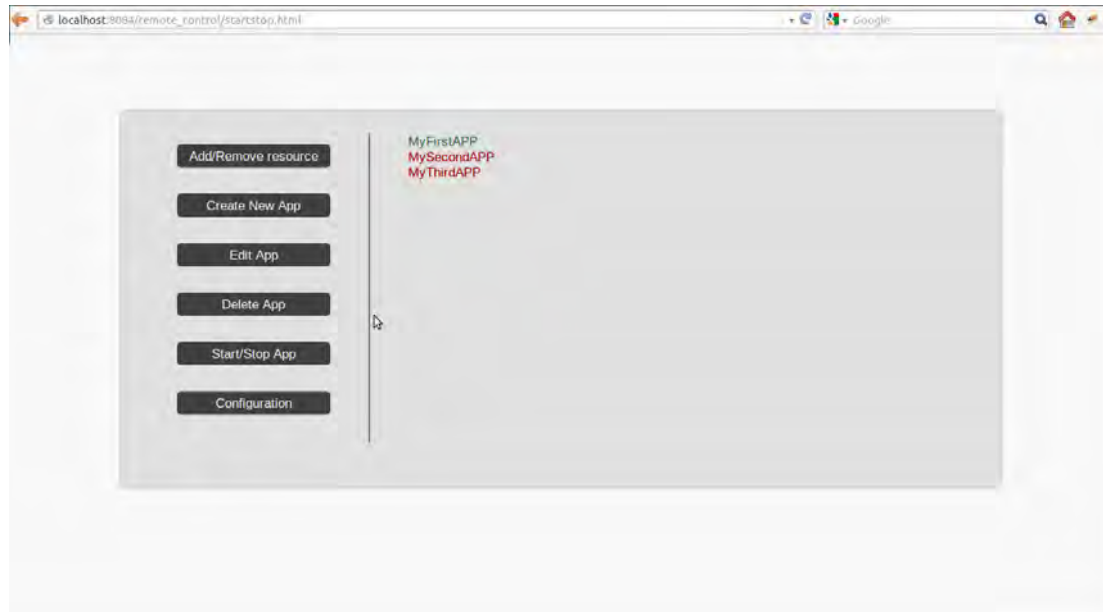 localhost:8084/remote_control/startstop.html
Google
Add/Remove resource
Create New App
Edit App
Delete App
Start/Stop App
Configuration
MyFirstAPP
MySecondAPP
MyThirdAPP